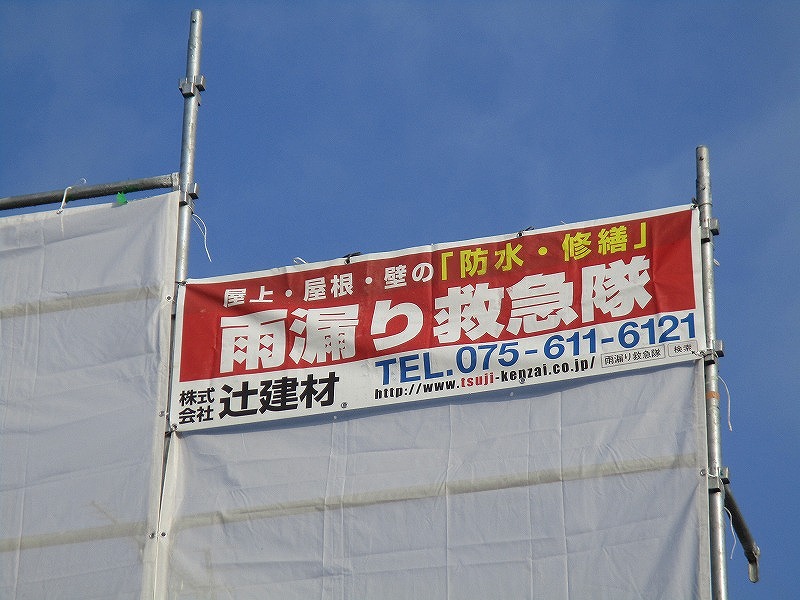 屋上・屋根・壁の「防水・修繕」
雨漏り救急隊
株式会社 辻建材
TEL.075-611-6121
http://www.tsuji-kenzai.co.jp/ 雨漏り救急隊 検索